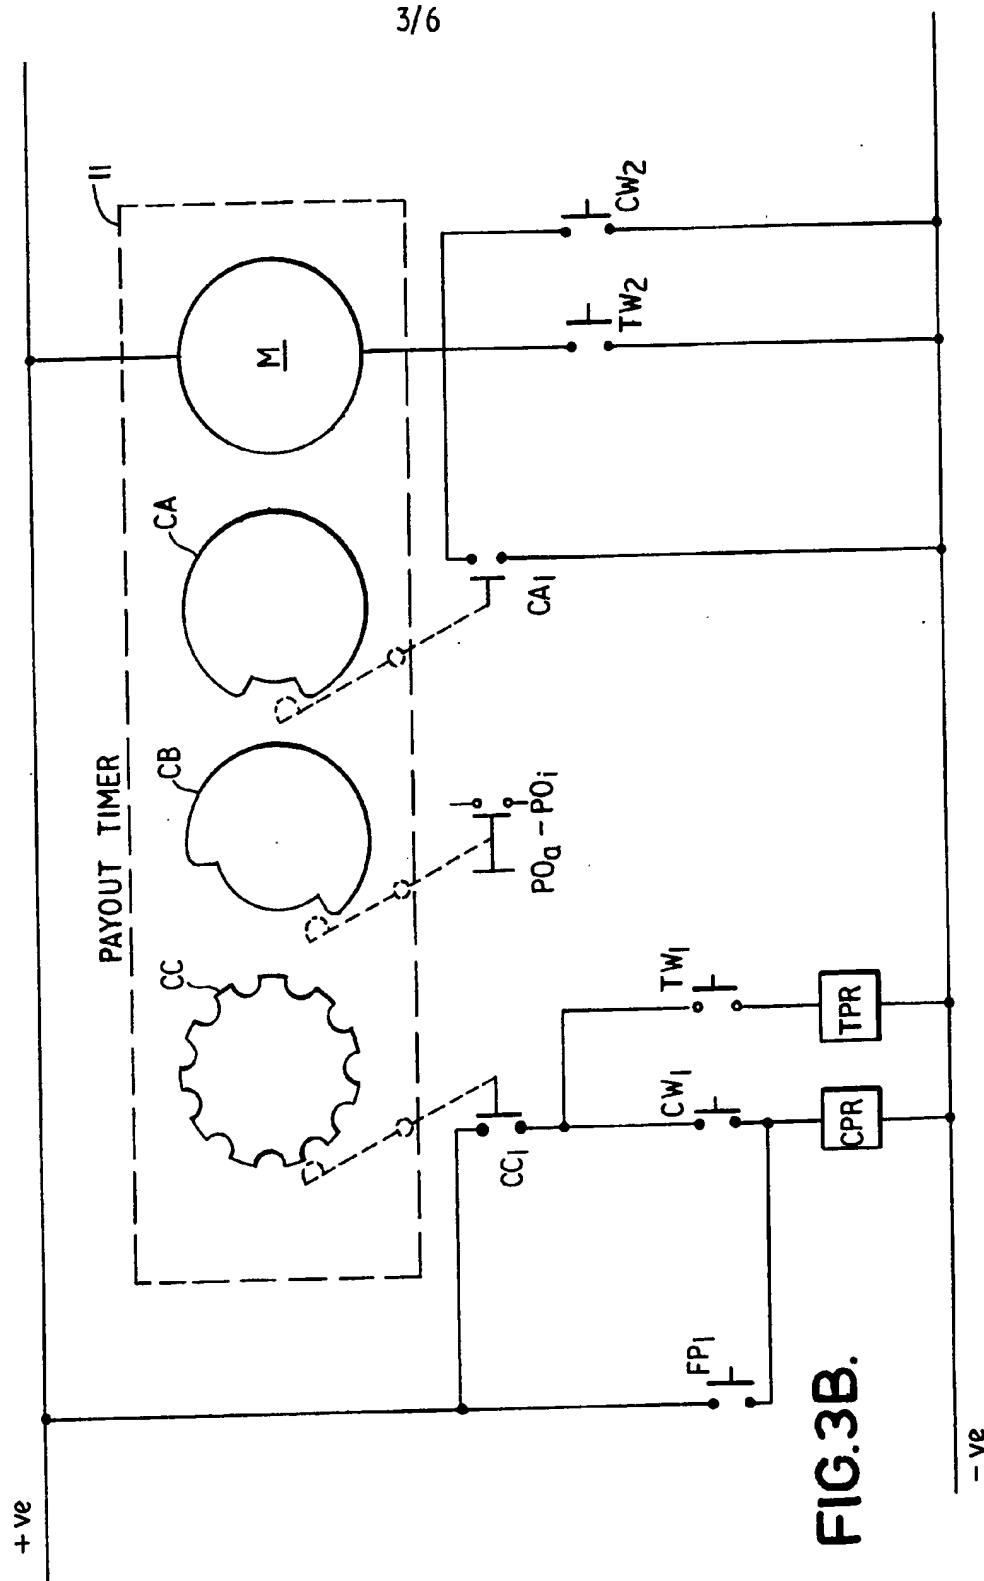 3/6
+ve
PAYOUT TIMER
11
CC
CB
CA
M
CC1
CA1
POa - POi
TW2
CW2
FP1
CW1
TW1
CPR
TPR
-ve
FIG.3B.